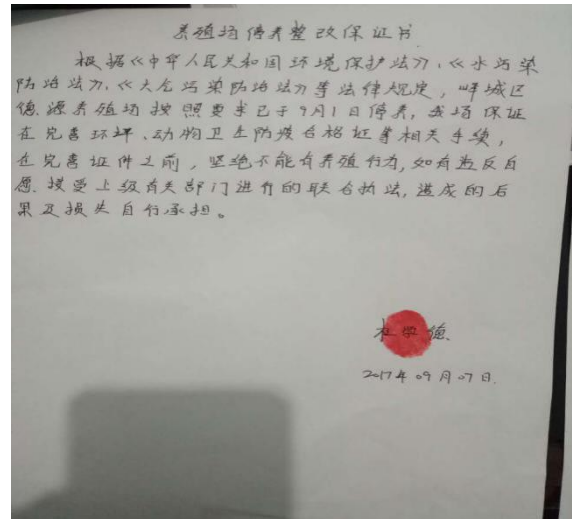 养殖场停养整改保证书
根据《中华人民共和国环境保护法》、《水污染
防治法》、《大气污染防治法》等法律规定，峄城区
德源养殖场按照要求已于9月1日停养，我场保证
在完善环评、动物卫生防疫合格证等相关手续，
在完善证件之前，坚绝不能有养殖行为，如有违反自
愿接受上级有关部门进行的联合执法，造成的后
果及损失自行承担。
杜学德
2017年09月07日.